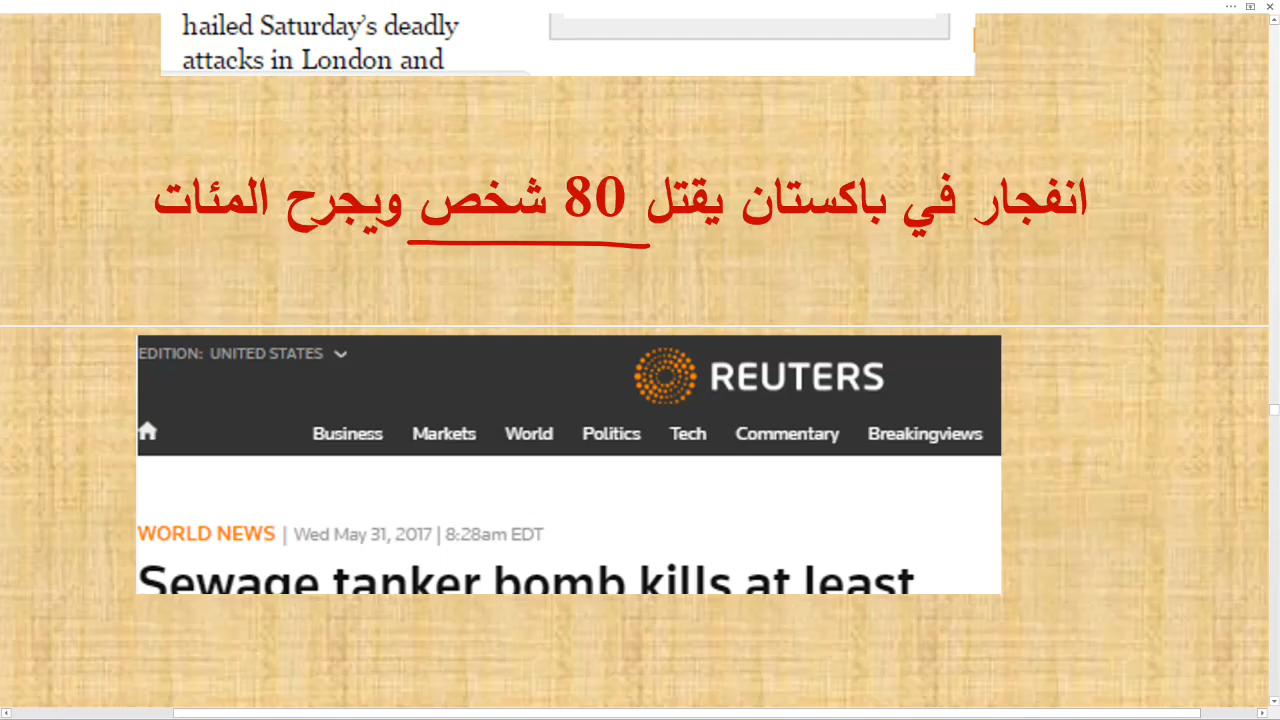 hailed Saturday's deadly
attacks in London and
انفجار في باكستان يقتل 80 شخص ويجرح المئات
EDITION: UNITED STATES
REUTERS
Business Markets World Politics Tech Commentary Breakingviews
WORLD NEWS | Wed May 31, 2017 | 8:28am EDT
Sewage tanker bomb kills at least